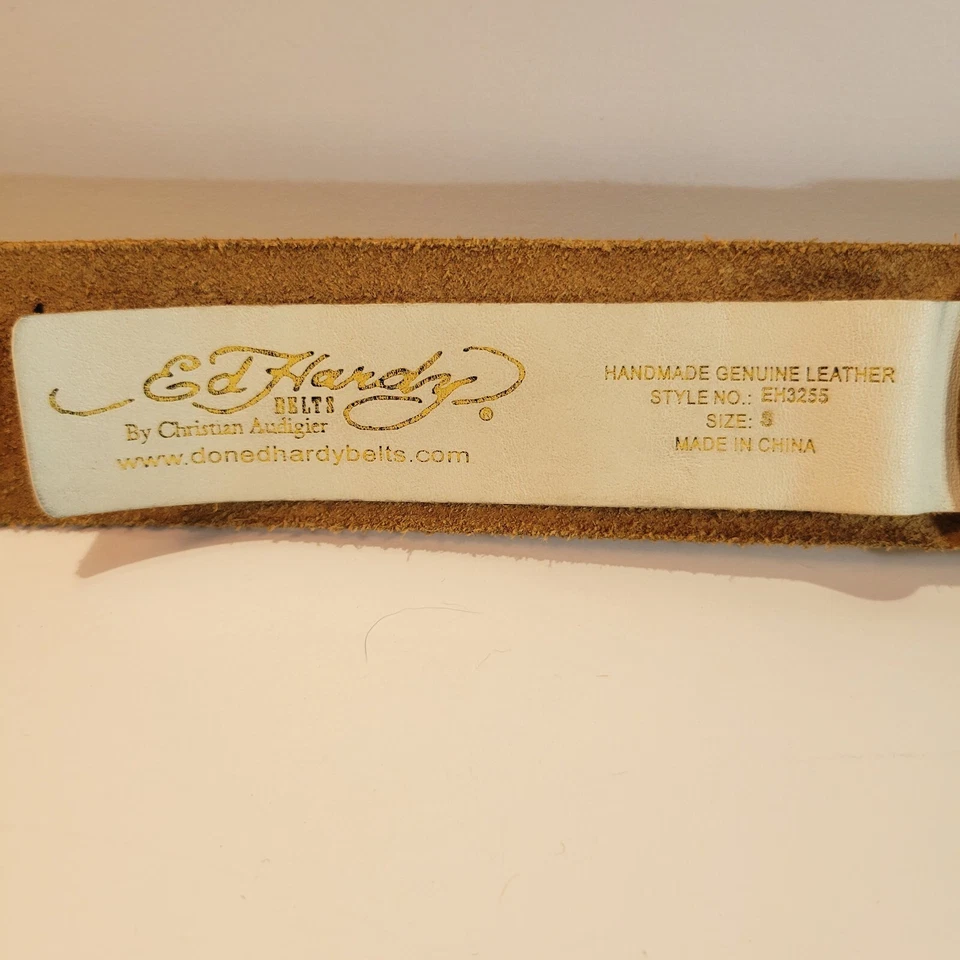 Ed Hardy
BELTS ®
By Christian Audigier
www.donedhardybelts.com
HANDMADE GENUINE LEATHER
STYLE NO.: EH3255
SIZE: S
MADE IN CHINA